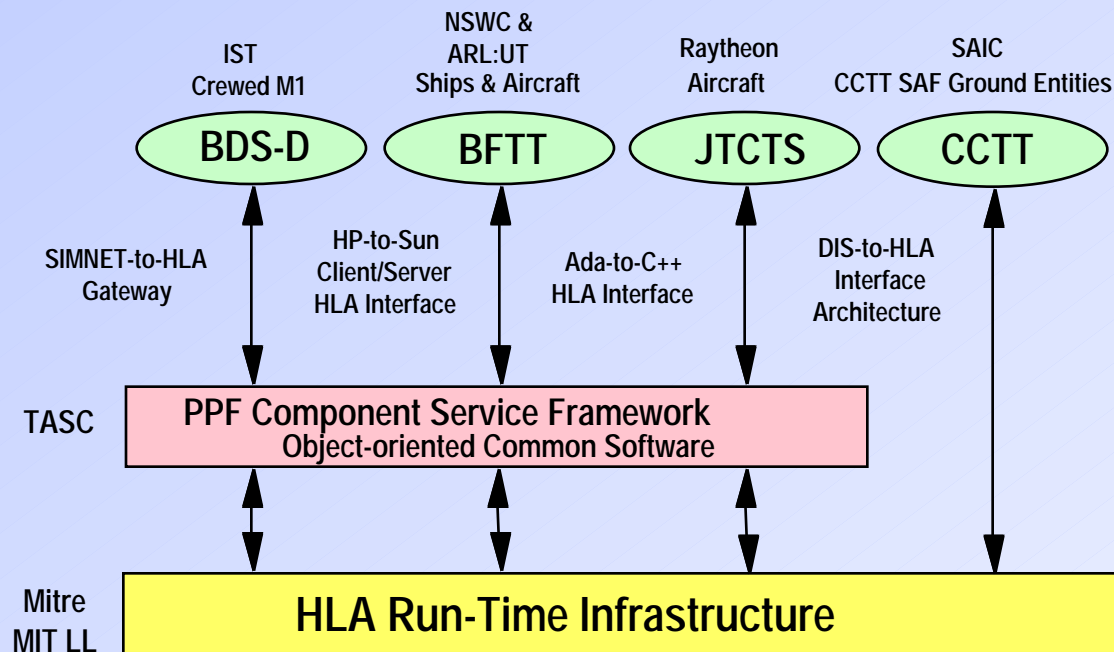 IST
Crewed M1
NSWC &
ARL:UT
Ships & Aircraft
Raytheon
Aircraft
SAIC
CCTT SAF Ground Entities
BDS-D
BFTT
JTCTS
CCTT
SIMNET-to-HLA
Gateway
HP-to-Sun
Client/Server
HLA Interface
Ada-to-C++
HLA Interface
DIS-to-HLA
Interface
Architecture
TASC
PPF Component Service Framework
Object-oriented Common Software
Mitre
MIT LL
HLA Run-Time Infrastructure